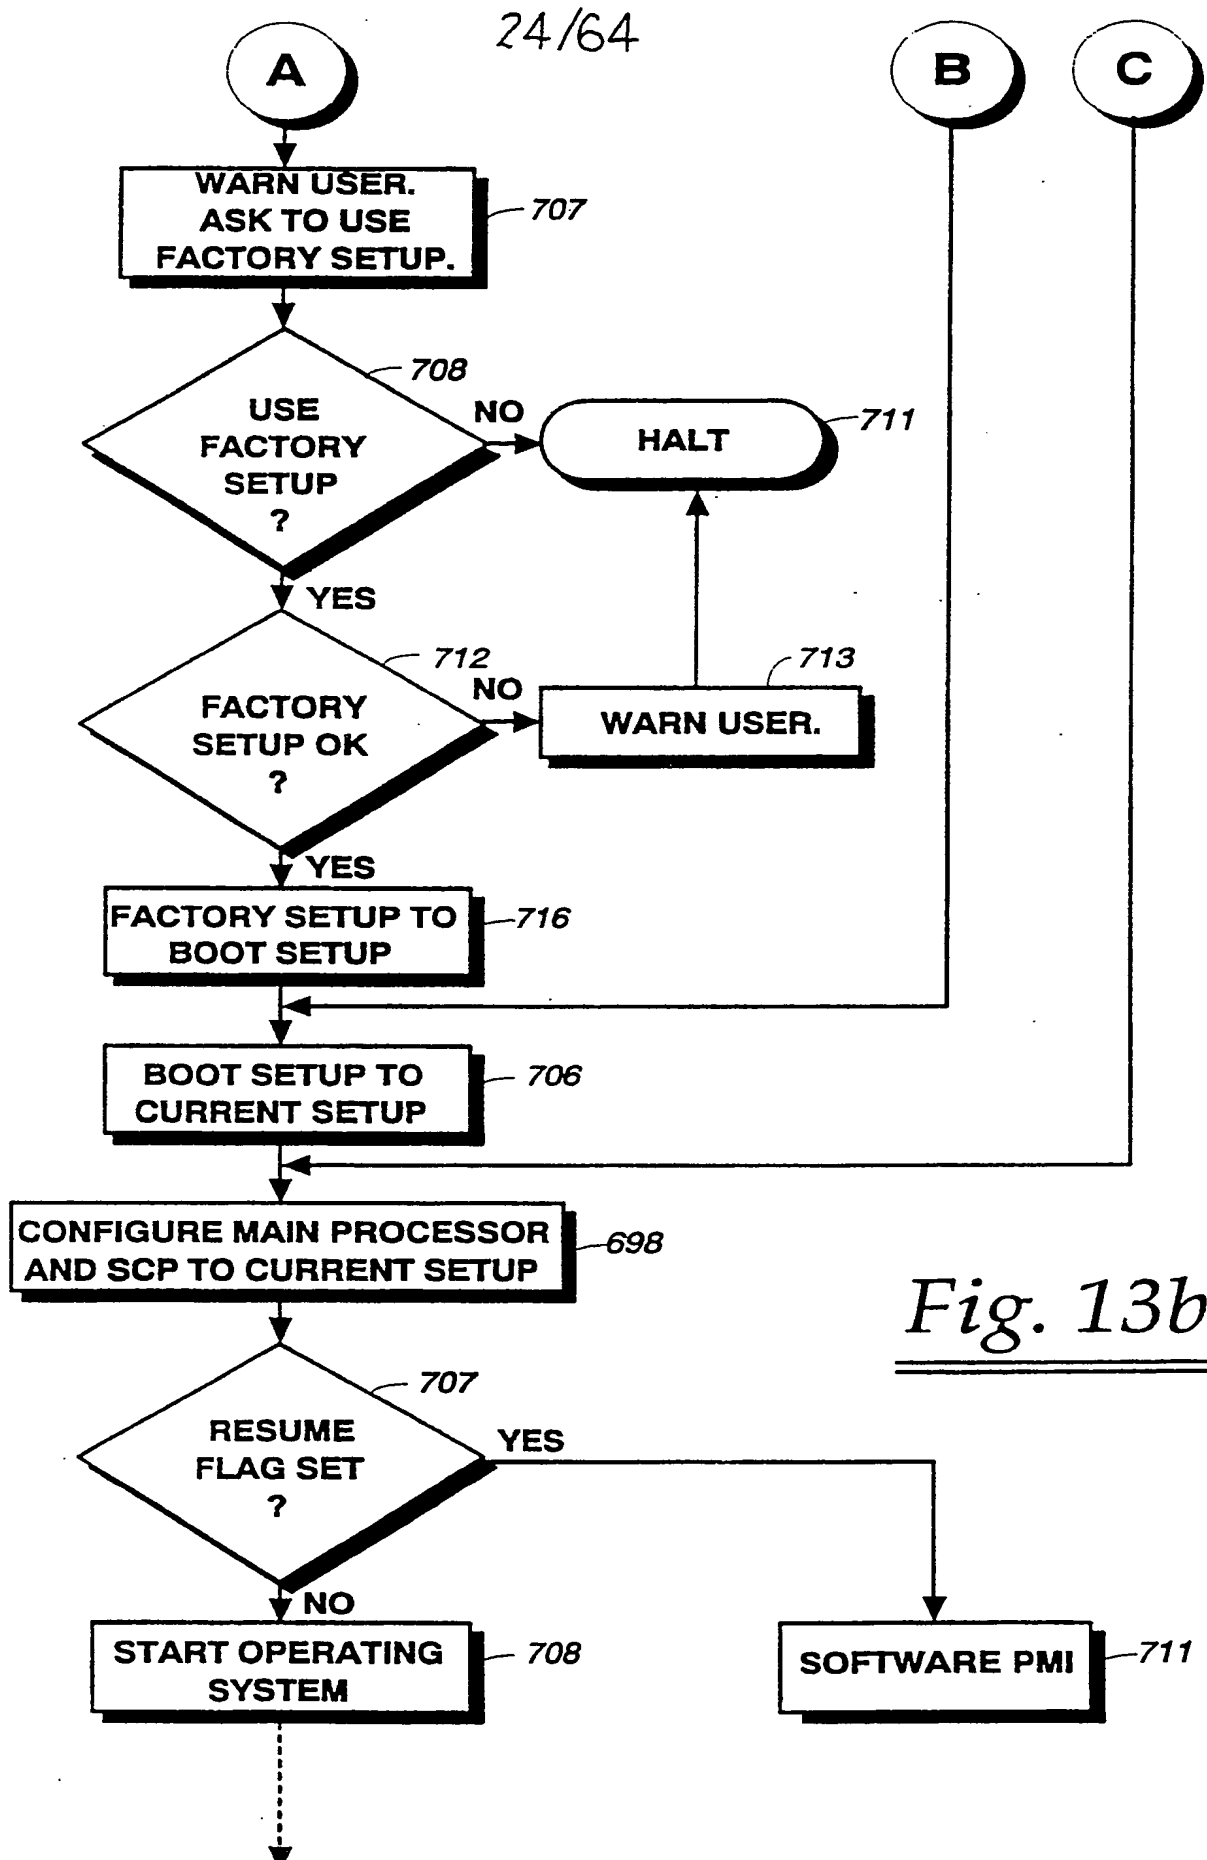 24/64
A
B
C
WARN USER.
ASK TO USE
FACTORY SETUP.
707
708
USE
FACTORY
SETUP
?
NO
HALT
711
YES
712
FACTORY
SETUP OK
?
NO
713
WARN USER.
YES
FACTORY SETUP TO
BOOT SETUP
716
BOOT SETUP TO
CURRENT SETUP
706
CONFIGURE MAIN PROCESSOR
AND SCP TO CURRENT SETUP
698
Fig. 13b
707
RESUME
FLAG SET
?
YES
NO
START OPERATING
SYSTEM
708
SOFTWARE PMI
711